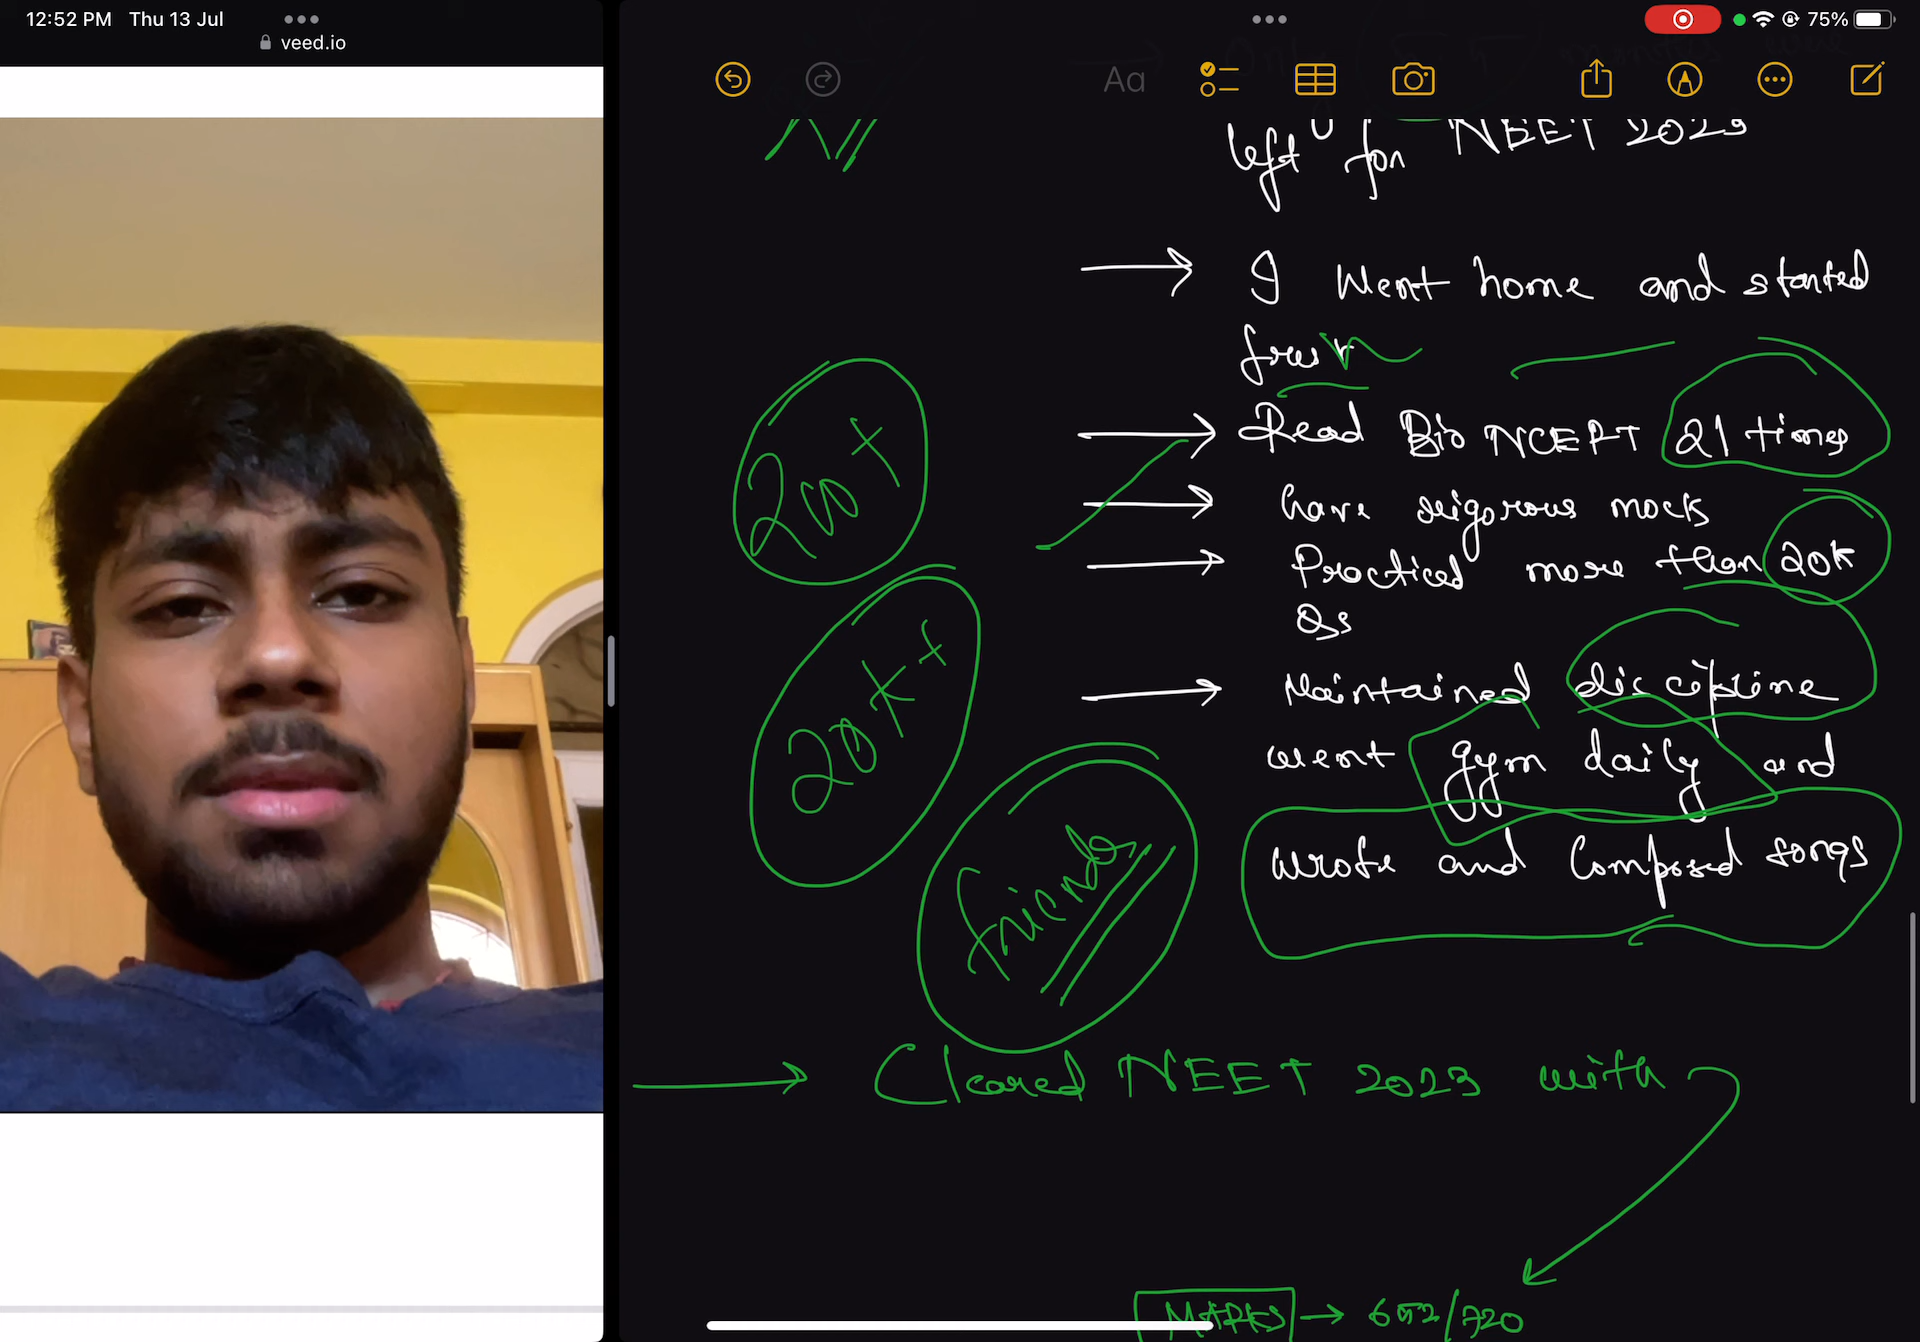 12:52 PM Thu 13 Jul
veed.io
75%
Aa
left for NEET 2023
I went home and started
Read Bio NCERT 21 times
have rigorous mocks
Practiced more than 20k
Qs
Maintained discipline
went gym daily and
wrote and composed songs
200+
20K+
friends
Cleared NEET 2023 with
MARKS → 652/720